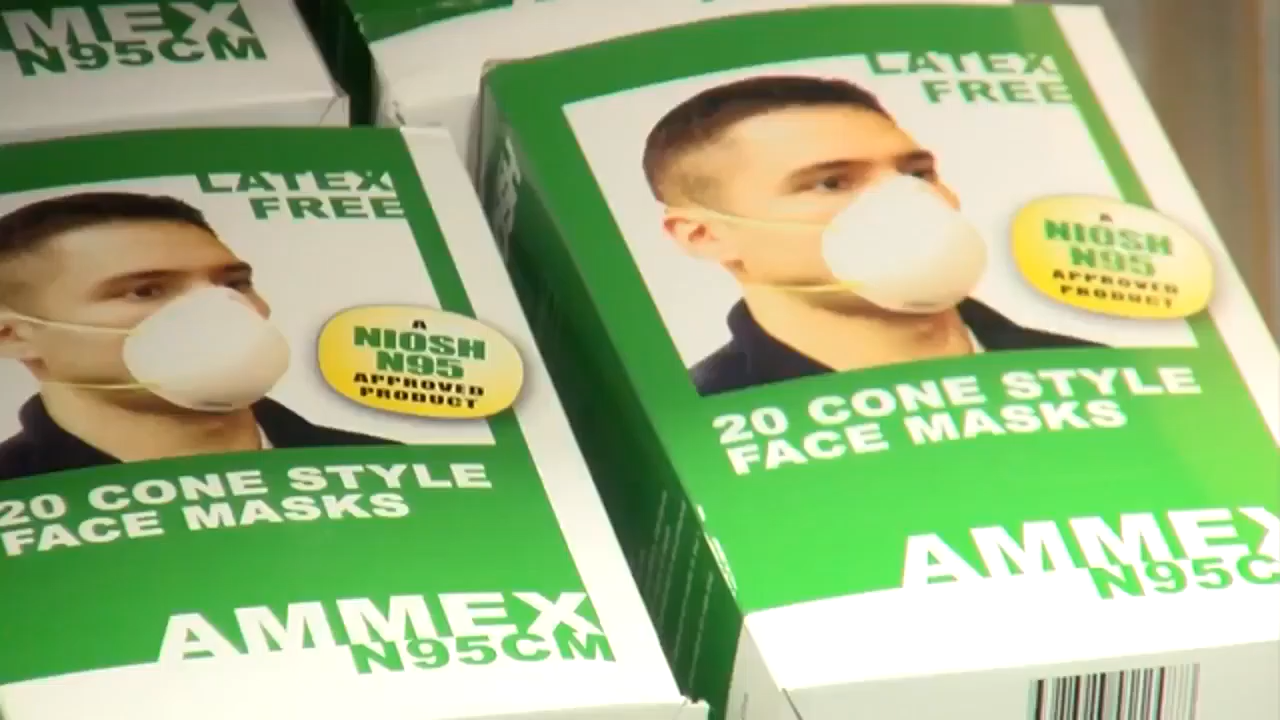 MMEX
N95CM
LATEX
FREE
A
NIOSH
N95
APPROVED
PRODUCT
20 CONE STYLE
FACE MASKS
AMMEX
N95CM
LATEX
FREE
A
NIOSH
N95
APPROVED
PRODUCT
20 CONE STYLE
FACE MASKS
AMMEX
N95C